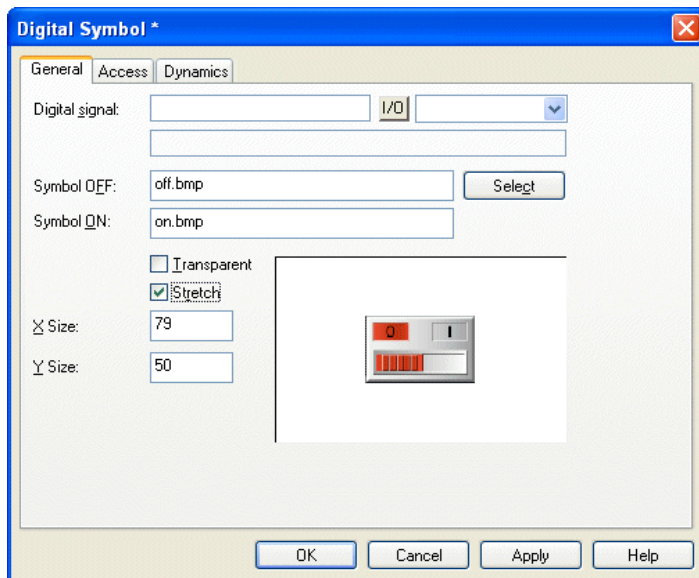 Digital Symbol *
General Access Dynamics
Digital signal: I/O
Symbol OFF: off.bmp Select
Symbol ON: on.bmp
Transparent
Stretch
X Size: 79
Y Size: 50
0 I
OK Cancel Apply Help